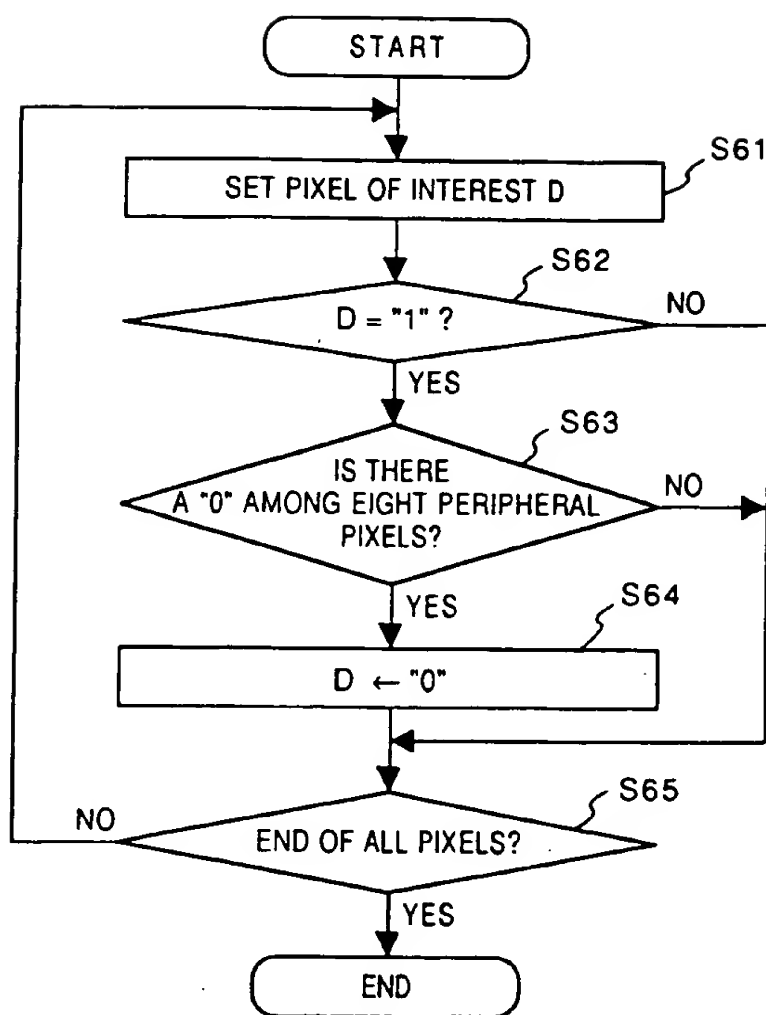 START
S61
SET PIXEL OF INTEREST D
S62
D = "1" ?
NO
YES
S63
IS THERE
A "0" AMONG EIGHT PERIPHERAL
PIXELS?
NO
YES
S64
D ← "0"
S65
NO
END OF ALL PIXELS?
YES
END